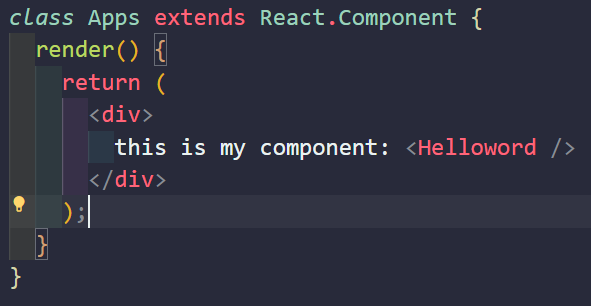 class Apps extends React.Component {
render() {
return (
<div>
this is my component: <Helloword />
</div>
);
}
}